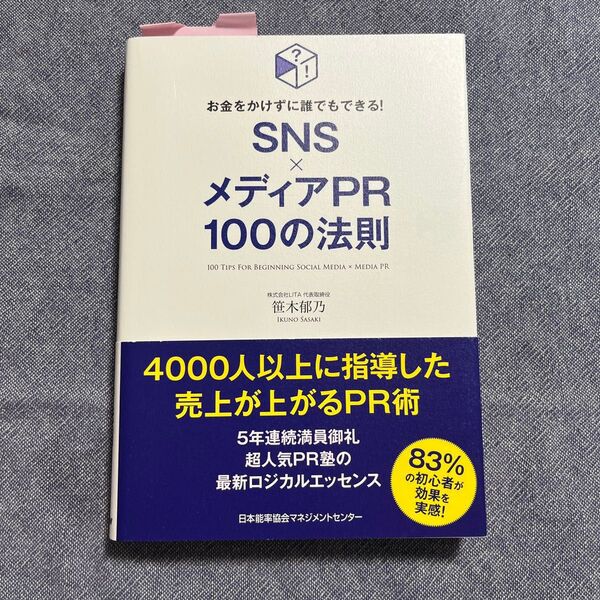 ?
!
お金をかけずに誰でもできる!
SNS
×
メディアPR
100の法則
100 Tips For Beginning Social Media × Media PR
株式会社LITA 代表取締役
笹木郁乃
Ikuno Sasaki
4000人以上に指導した
売上が上がるPR術
5年連続満員御礼
超人気PR塾の
最新ロジカルエッセンス
83%
の初心者が
効果を
実感!
日本能率協会マネジメントセンター